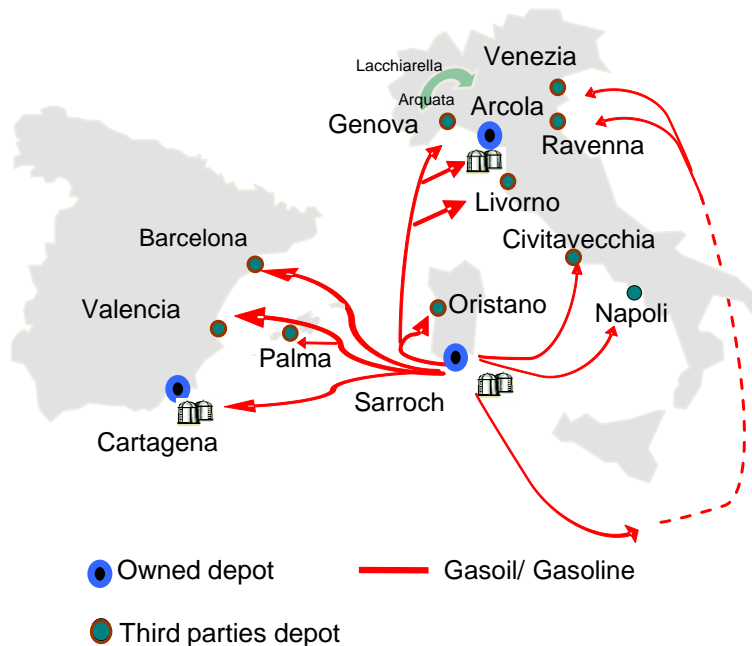 Venezia
Lacchiarella
Arquata
Arcola
Genova
Ravenna
Livorno
Barcelona
Civitavecchia
Valencia
Oristano
Napoli
Palma
Sarroch
Cartagena
Owned depot
Gasoil/ Gasoline
Third parties depot